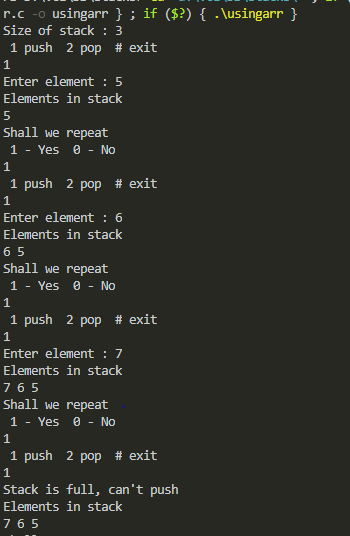 r.c -o usingarr } ; if ($?) { .\usingarr }
Size of stack : 3
1 push  2 pop  # exit
1
Enter element : 5
Elements in stack
5
Shall we repeat
1 - Yes  0 - No
1
1 push  2 pop  # exit
1
Enter element : 6
Elements in stack
6 5
Shall we repeat
1 - Yes  0 - No
1
1 push  2 pop  # exit
1
Enter element : 7
Elements in stack
7 6 5
Shall we repeat
1 - Yes  0 - No
1
1 push  2 pop  # exit
1
Stack is full, can't push
Elements in stack
7 6 5